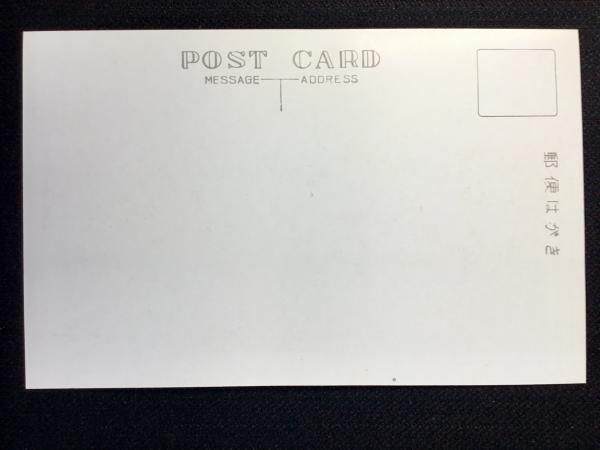 POST CARD
MESSAGE ADDRESS
郵便はがき